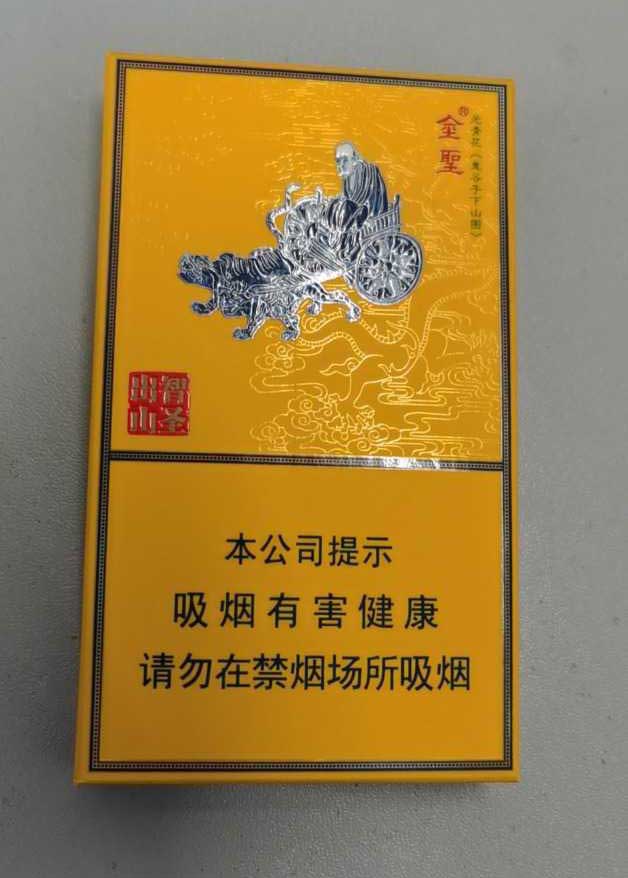 金聖®
元青花《鬼谷子下山图》
智圣
出山
本公司提示
吸烟有害健康
请勿在禁烟场所吸烟